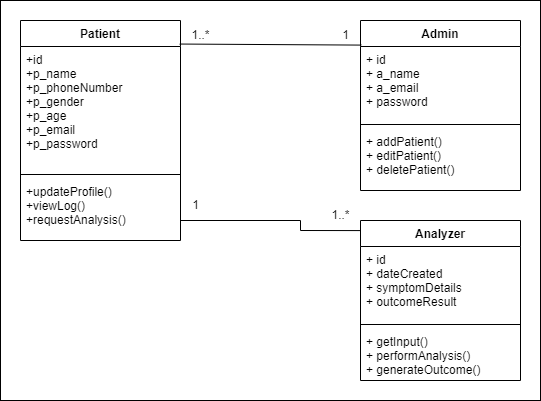 Patient
+id
+p_name
+p_phoneNumber
+p_gender
+p_age
+p_email
+p_password
+updateProfile()
+viewLog()
+requestAnalysis()
1..*
1
Admin
+ id
+ a_name
+ a_email
+ password
+ addPatient()
+ editPatient()
+ deletePatient()
1
1..*
Analyzer
+ id
+ dateCreated
+ symptomDetails
+ outcomeResult
+ getInput()
+ performAnalysis()
+ generateOutcome()